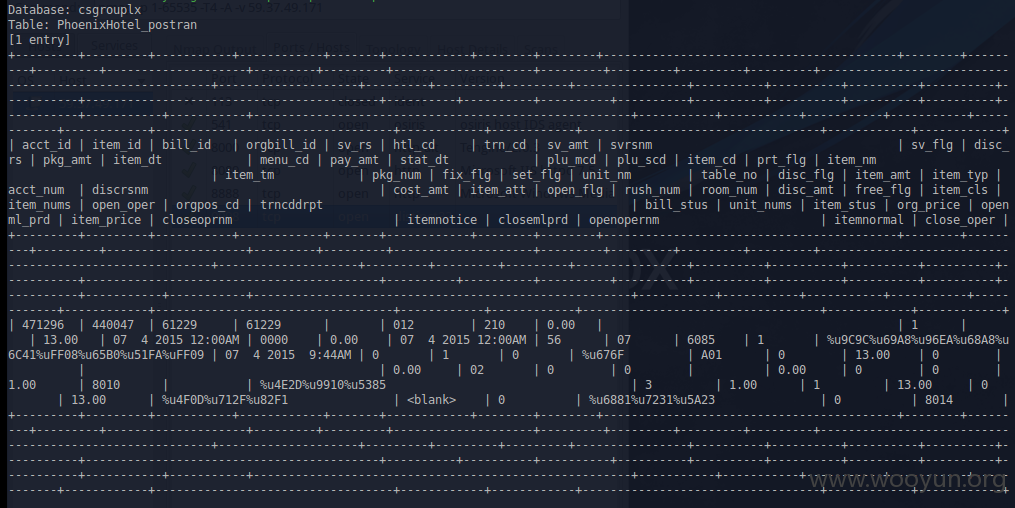 Database: csgrouplx
Table: PhoenixHotel_postran
[1 entry]
| acct_id | item_id | bill_id | orgbill_id | sv_rs | htl_cd | trn_cd | sv_amt | svrsnm | sv_flg | disc_
rs | pkg_amt | item_dt | menu_cd | pay_amt | stat_dt | plu_mcd | plu_scd | item_cd | prt_flg | item_nm
| item_tm | pkg_num | fix_flg | set_flg | unit_nm | table_no | disc_flg | item_amt | item_typ |
acct_num | discrsnm | cost_amt | item_att | open_flg | rush_num | room_num | disc_amt | free_flg | item_cls |
item_nums | open_oper | orgpos_cd | trncddrpt | bill_stus | unit_nums | item_stus | org_price | open
ml_prd | item_price | closeoprnm | itemnotice | closemlprd | openopernm | itemnormal | close_oper |
| 471296 | 440047 | 61229 | 61229 | | 012 | 210 | 0.00 | | 1 |
| 13.00 | 07 4 2015 12:00AM | 0000 | 0.00 | 07 4 2015 12:00AM | 56 | 07 | 6085 | 1 | %u9C9C%u69A8%u96EA%u68A8%u
6C41%uFF08%u65B0%u51FA%uFF09 | 07 4 2015 9:44AM | 0 | 1 | 0 | %u676F | A01 | 0 | 13.00 | 0 |
| | 0.00 | 02 | 0 | 0 | | 0.00 | 0 | 0 |
1.00 | 8010 | | %u4E2D%u9910%u5385 | 3 | 1.00 | 1 | 13.00 | 0
| 13.00 | %u4F0D%u712F%u82F1 | <blank> | 0 | %u6881%u7231%u5A23 | 0 | 8014 |
www.wooyun.org